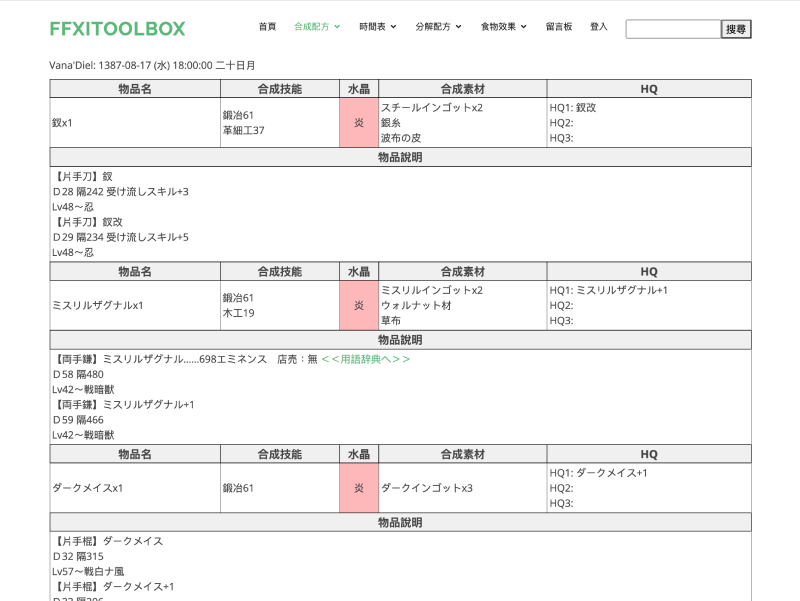 FFXITOOLBOX
首頁 合成配方 時間表 分解配方 食物效果 留言板 登入 搜尋
Vana'Diel: 1387-08-17 (水) 18:00:00 二十日月
物品名 合成技能 水晶 合成素材 HQ
釵x1
鍛冶61
革細工37
炎
スチールインゴットx2
銀糸
波布の皮
HQ1: 釵改
HQ2:
HQ3:
物品說明
【片手刀】釵
Ｄ28 隔242 受け流しスキル+3
Lv48～忍
【片手刀】釵改
Ｄ29 隔234 受け流しスキル+5
Lv48～忍
物品名 合成技能 水晶 合成素材 HQ
ミスリルザグナルx1
鍛冶61
木工19
炎
ミスリルインゴットx2
ウォルナット材
草布
HQ1: ミスリルザグナル+1
HQ2:
HQ3:
物品說明
【両手鎌】ミスリルザグナル……698エミネンス　店売：無 ＜＜用語辞典へ＞＞
Ｄ58 隔480
Lv42～戦暗獣
【両手鎌】ミスリルザグナル+1
Ｄ59 隔466
Lv42～戦暗獣
物品名 合成技能 水晶 合成素材 HQ
ダークメイスx1
鍛冶61
炎
ダークインゴットx3
HQ1: ダークメイス+1
HQ2:
HQ3:
物品說明
【片手棍】ダークメイス
Ｄ32 隔315
Lv57～戦白ナ風
【片手棍】ダークメイス+1